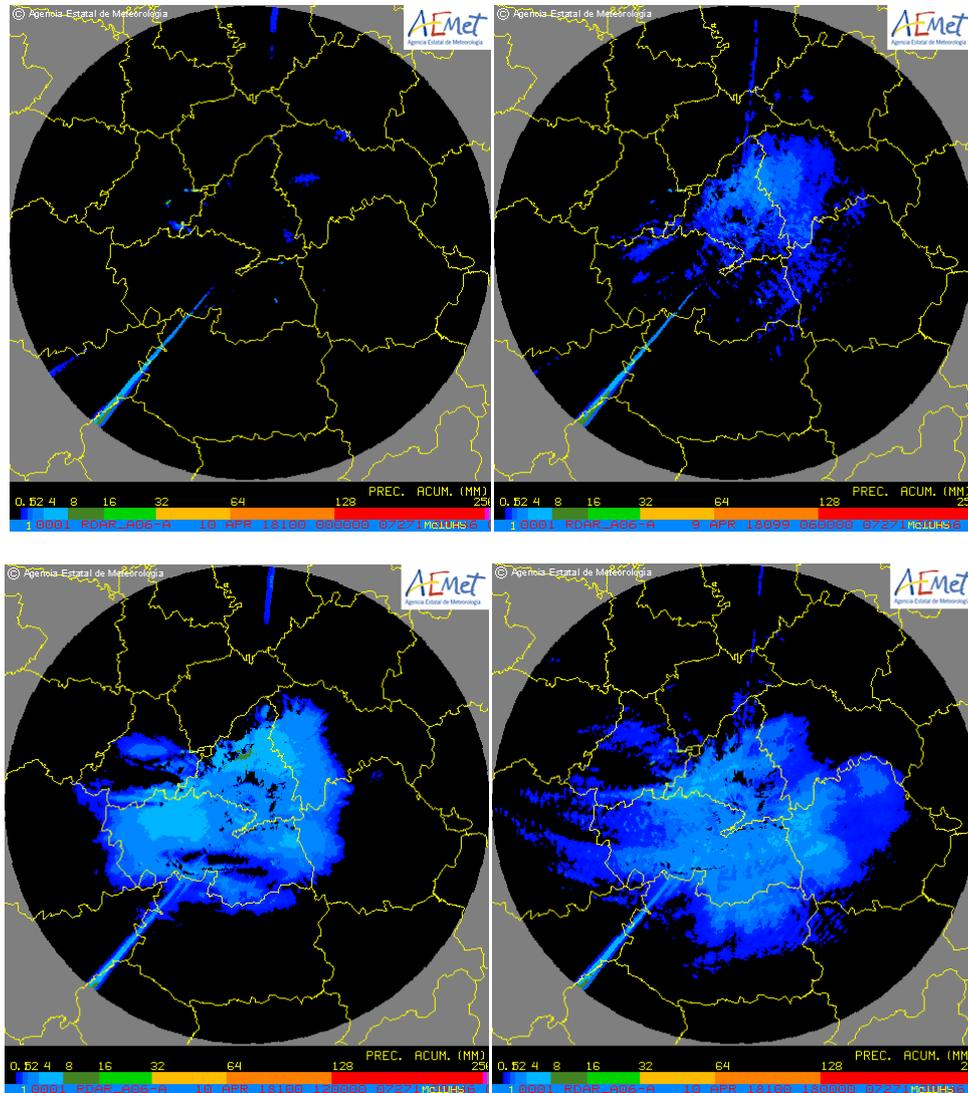 © Agencia Estatal de Meteorología
AEMet
Agencia Estatal de Meteorología
PREC. ACUM. (MM)
0.5 2 4 8 16 32 64 128
10 APR 18100 000000
© Agencia Estatal de Meteorología
AEMet
Agencia Estatal de Meteorología
PREC. ACUM. (MM)
0.5 2 4 8 16 32 64 128
1 0001 RDAR_A06-A 9 APR 18099 060000
© Agencia Estatal de Meteorología
AEMet
Agencia Estatal de Meteorología
PREC. ACUM. (MM)
0.5 2 4 8 16 32 64 128
1 0001 RDAR_A06-A 10 APR 18100 120000
© Agencia Estatal de Meteorología
AEMet
Agencia Estatal de Meteorología
PREC. ACUM. (MM)
0.5 2 4 8 16 32 64 128
1 0001 RDAR_A06-A 10 APR 18100 180000